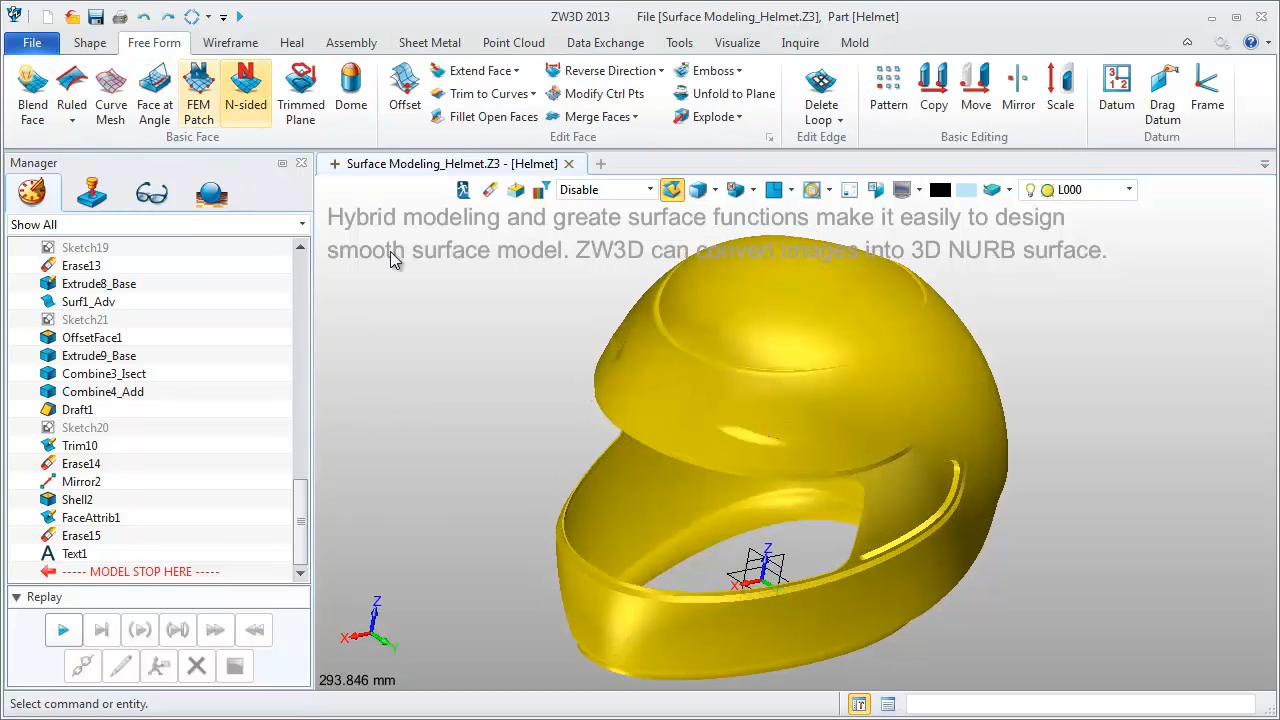 ZW3D 2013 File [Surface Modeling_Helmet.Z3], Part [Helmet]
File Shape Free Form Wireframe Heal Assembly Sheet Metal Point Cloud Data Exchange Tools Visualize Inquire Mold
Blend Face Ruled Curve Mesh Face at Angle FEM Patch N-sided Trimmed Plane Dome Offset
Extend Face Reverse Direction Emboss
Trim to Curves Modify Ctrl Pts Unfold to Plane
Fillet Open Faces Merge Faces Explode
Delete Loop Pattern Copy Move Mirror Scale Datum Drag Datum Frame
Basic Face Edit Face Edit Edge Basic Editing Datum
Manager
Surface Modeling_Helmet.Z3 - [Helmet]
Disable L000
Show All
Hybrid modeling and greate surface functions make it easily to design
smooth surface model. ZW3D can convert images into 3D NURB surface.
Sketch19
Erase13
Extrude8_Base
Surf1_Adv
Sketch21
OffsetFace1
Extrude9_Base
Combine3_Isect
Combine4_Add
Draft1
Sketch20
Trim10
Erase14
Mirror2
Shell2
FaceAttrib1
Erase15
Text1
----- MODEL STOP HERE -----
Replay
Z
X
Y
Z
X
293.846 mm
Select command or entity.